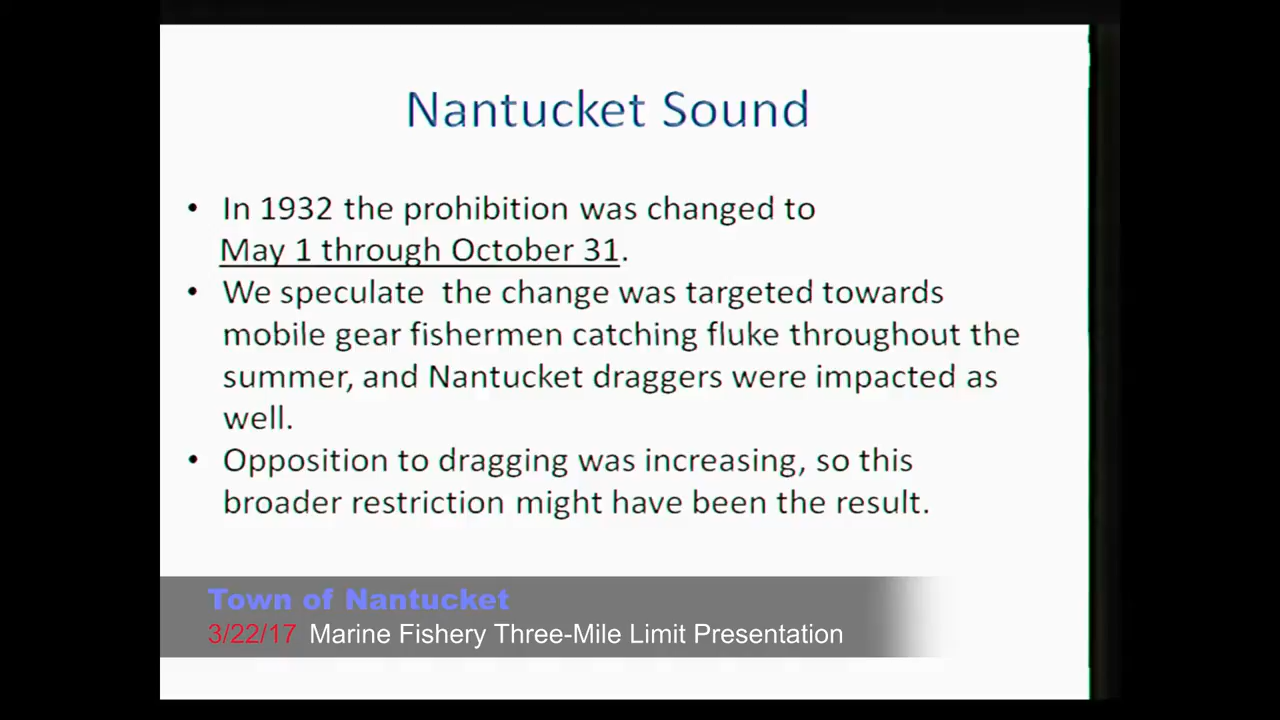 Nantucket Sound
• In 1932 the prohibition was changed to
May 1 through October 31.
• We speculate the change was targeted towards
mobile gear fishermen catching fluke throughout the
summer, and Nantucket draggers were impacted as
well.
• Opposition to dragging was increasing, so this
broader restriction might have been the result.
Town of Nantucket
3/22/17 Marine Fishery Three-Mile Limit Presentation